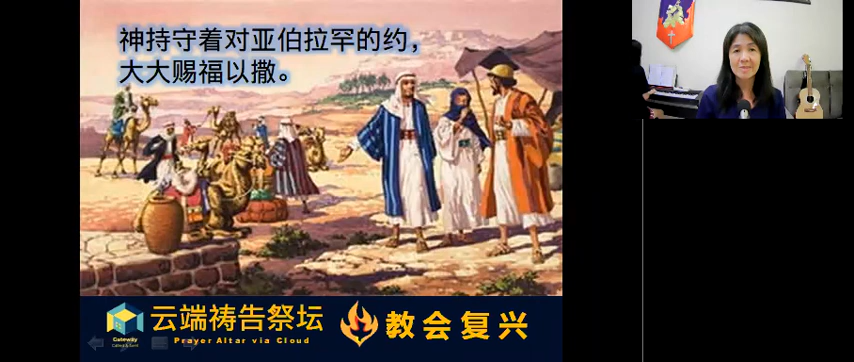 神持守着对亚伯拉罕的约，
大大赐福以撒。
云端祷告祭坛
Prayer Altar via Cloud
教会复兴
Gateway